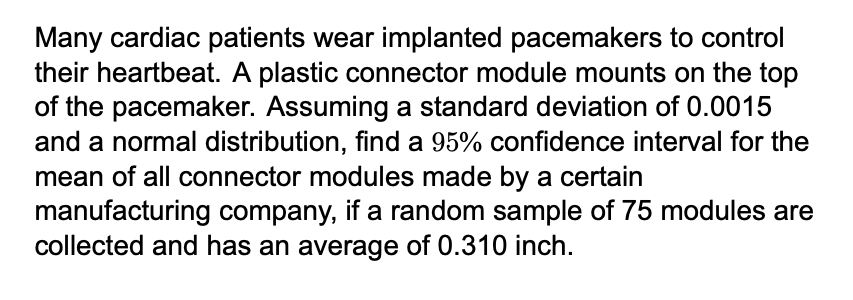 Many cardiac patients wear implanted pacemakers to control
their heartbeat. A plastic connector module mounts on the top
of the pacemaker. Assuming a standard deviation of 0.0015
and a normal distribution, find a 95% confidence interval for the
mean of all connector modules made by a certain
manufacturing company, if a random sample of 75 modules are
collected and has an average of 0.310 inch.